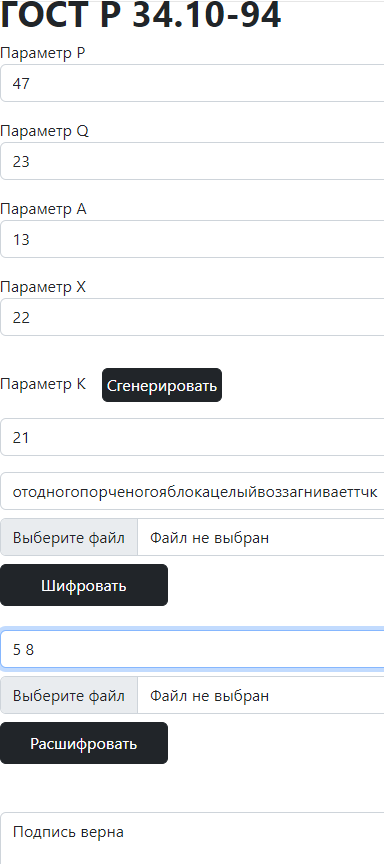 ГОСТ Р 34.10-94
Параметр P
47
Параметр Q
23
Параметр A
13
Параметр X
22
Параметр K Сгенерировать
21
отодногопорченогояблокацелыйвоззагниваеттчк
Выберите файл Файл не выбран
Шифровать
5 8
Выберите файл Файл не выбран
Расшифровать
Подпись верна